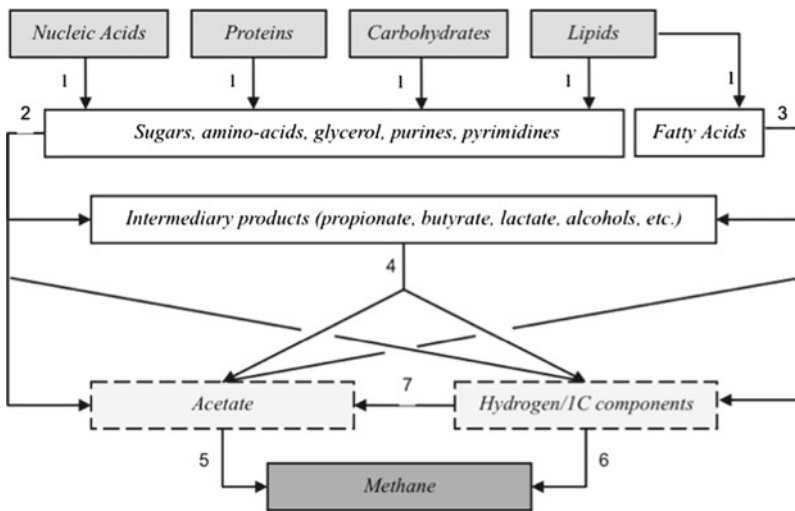 Nucleic Acids Proteins Carbohydrates Lipids
1 1 1 1 1
2 3
Sugars, amino-acids, glycerol, purines, pyrimidines Fatty Acids
Intermediary products (propionate, butyrate, lactate, alcohols, etc.)
4
7
Acetate Hydrogen/1C components
5 6
Methane